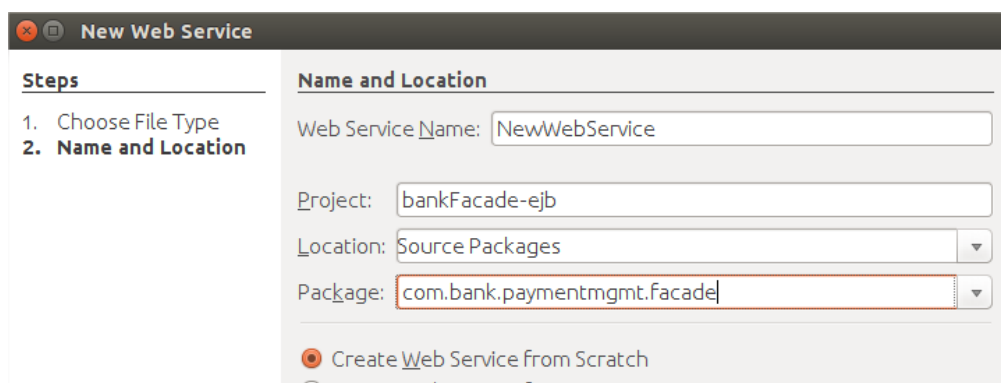 New Web Service
Steps
1. Choose File Type
2. Name and Location
Name and Location
Web Service Name: NewWebService
Project: bankFacade-ejb
Location: Source Packages
Package: com.bank.paymentmgmt.facade
Create Web Service from Scratch